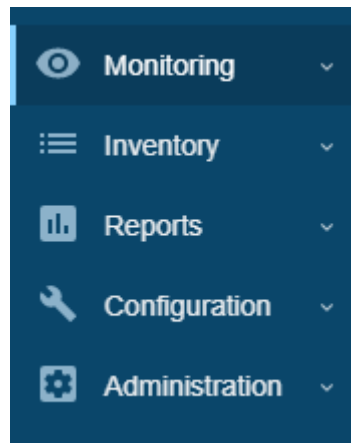 Monitoring
Inventory
Reports
Configuration
Administration